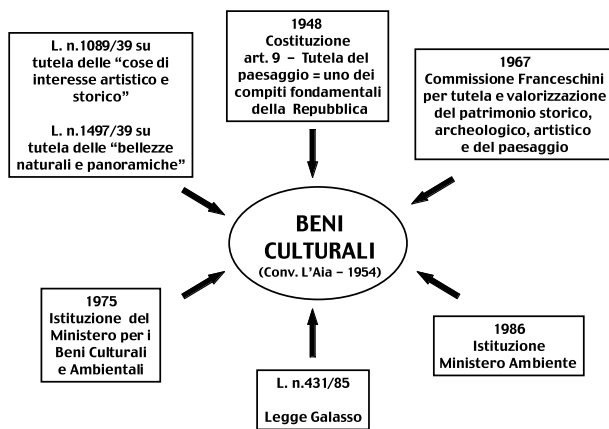 L. n.1089/39 su
tutela delle “cose di
interesse artistico e
storico”
L. n.1497/39 su
tutela delle “bellezze
naturali e panoramiche”
1948
Costituzione
art. 9 – Tutela del
paesaggio = uno dei
compiti fondamentali
della Repubblica
1967
Commissione Franceschini
per tutela e valorizzazione
del patrimonio storico,
archeologico, artistico
e del paesaggio
BENI
CULTURALI
(Conv. L'Aia – 1954)
1975
Istituzione del
Ministero per i
Beni Culturali
e Ambientali
L. n.431/85
Legge Galasso
1986
Istituzione
Ministero Ambiente